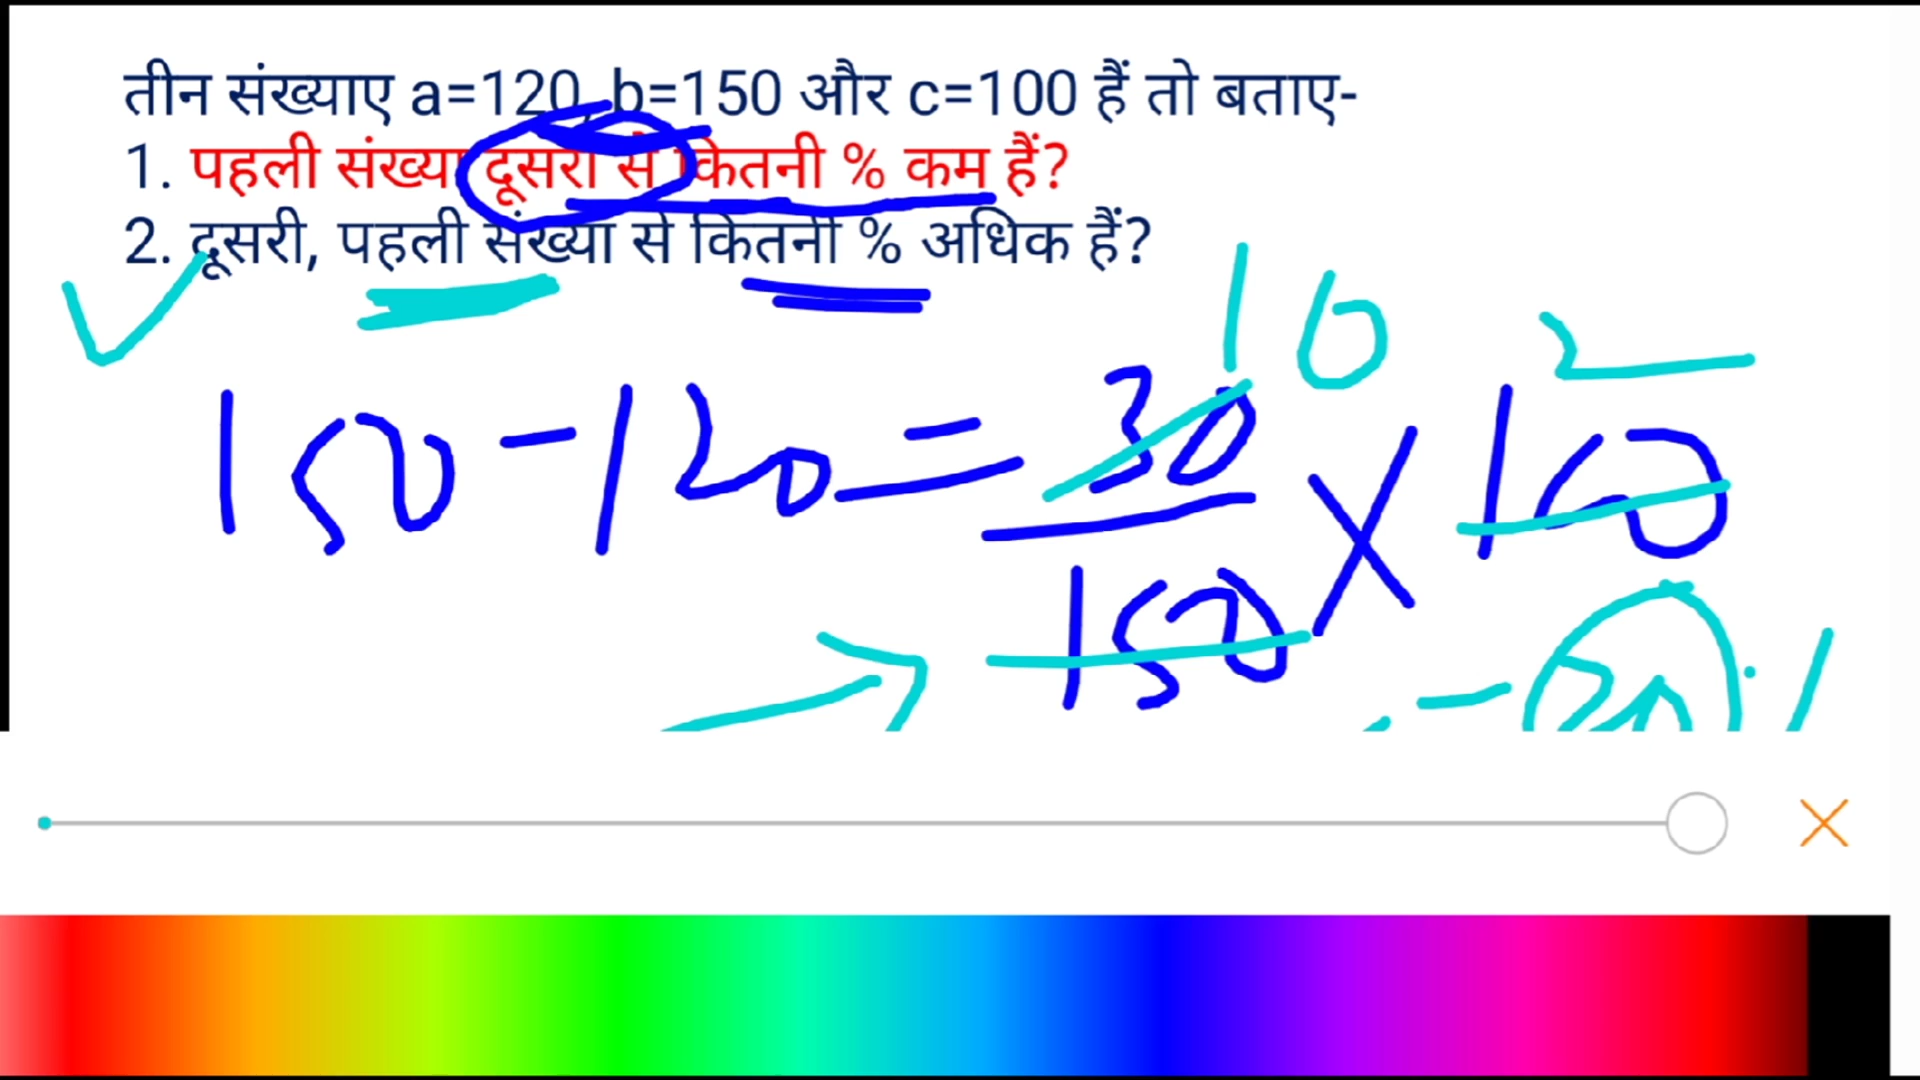 तीन संख्याए a=120, b=150 और c=100 हैं तो बताए-
1. पहली संख्या दूसरी से कितनी % कम हैं?
2. दूसरी, पहली संख्या से कितनी % अधिक हैं?
10 2
150-120=30/150×100